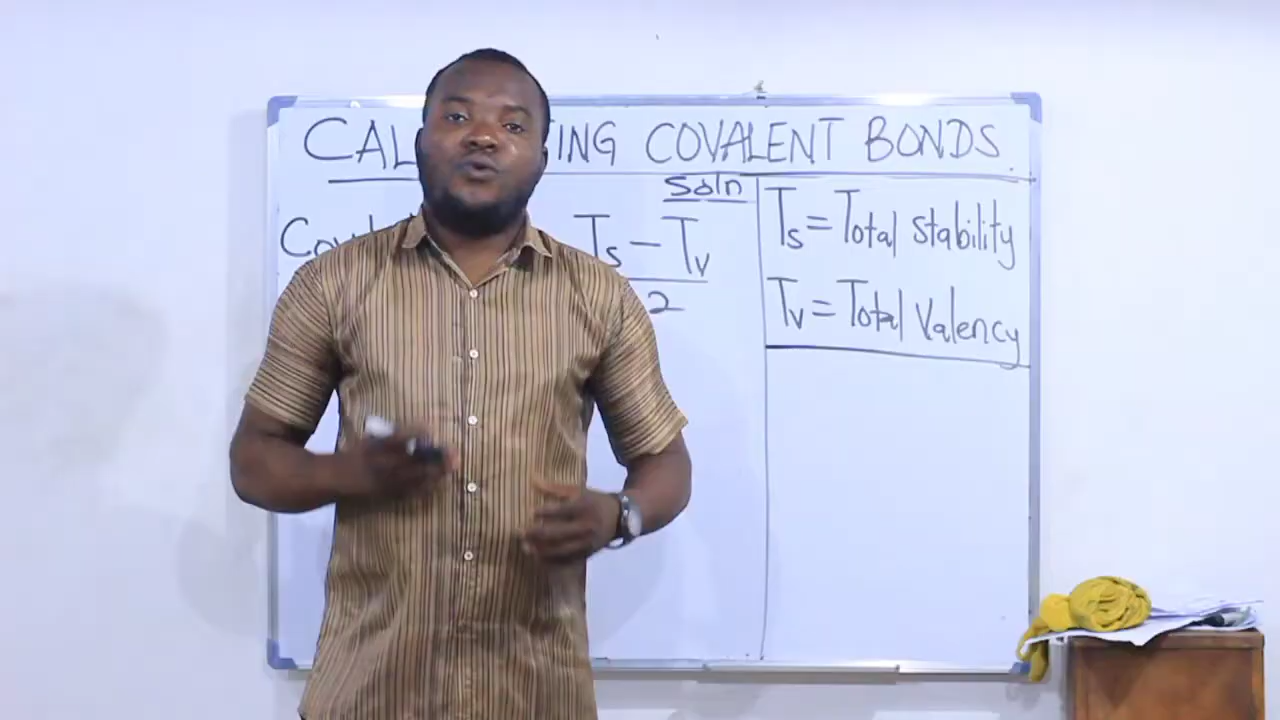 CAL ING COVALENT BONDS
Soln
Ts – Tv
2
Ts = Total stability
Tv = Total Valency